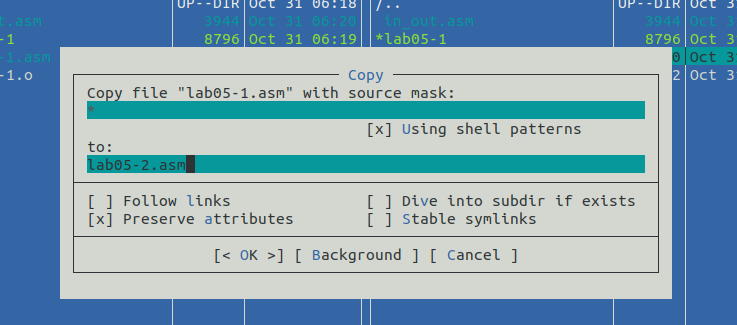 UP--DIR Oct 31 06:18 /.. UP--DIR Oct 3
t.asm 3944 Oct 31 06:20 in_out.asm 3944 Oct 3
-1 8796 Oct 31 06:19 *lab05-1 8796 Oct 3
-1.asm 0 Oct 3
-1.o 2 Oct 3
Copy
Copy file "lab05-1.asm" with source mask:
*
[x] Using shell patterns
to:
lab05-2.asm
[ ] Follow links [ ] Dive into subdir if exists
[x] Preserve attributes [ ] Stable symlinks
[< OK >] [ Background ] [ Cancel ]